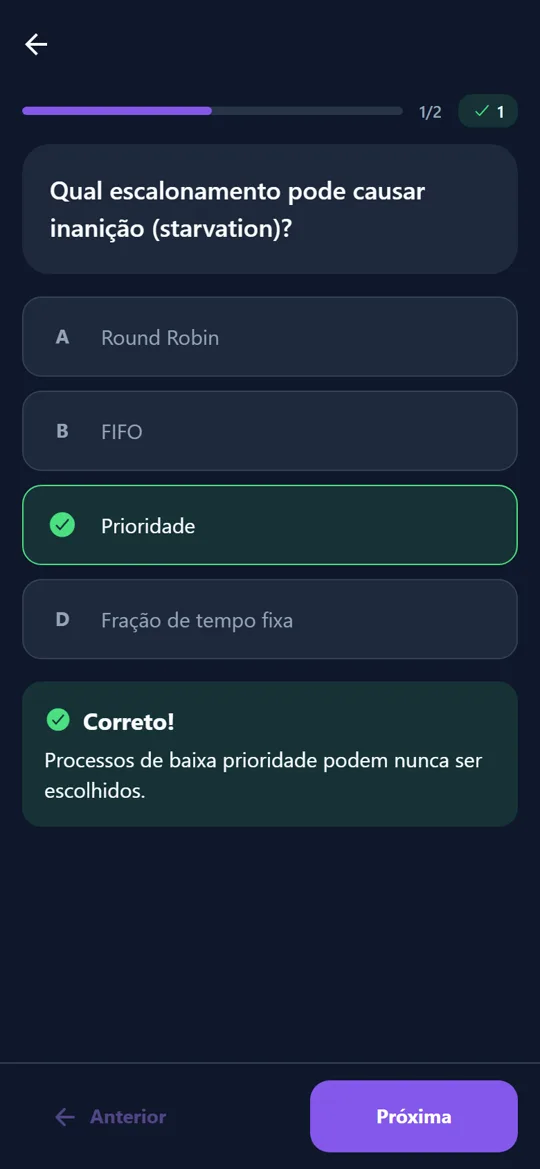 1/2
1
Qual escalonamento pode causar
inanição (starvation)?
A Round Robin
B FIFO
Prioridade
D Fração de tempo fixa
Correto!
Processos de baixa prioridade podem nunca ser
escolhidos.
Anterior
Próxima